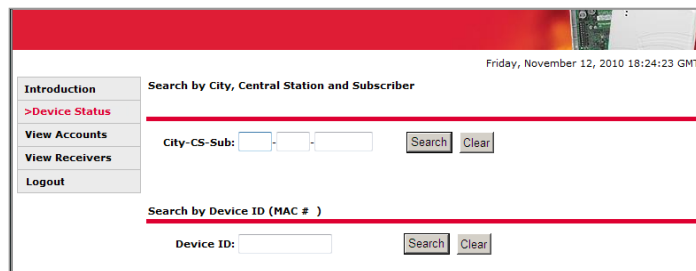 Friday, November 12, 2010 18:24:23 GMT
Introduction
>Device Status
View Accounts
View Receivers
Logout
Search by City, Central Station and Subscriber
City-CS-Sub: - - Search Clear
Search by Device ID (MAC # )
Device ID: Search Clear